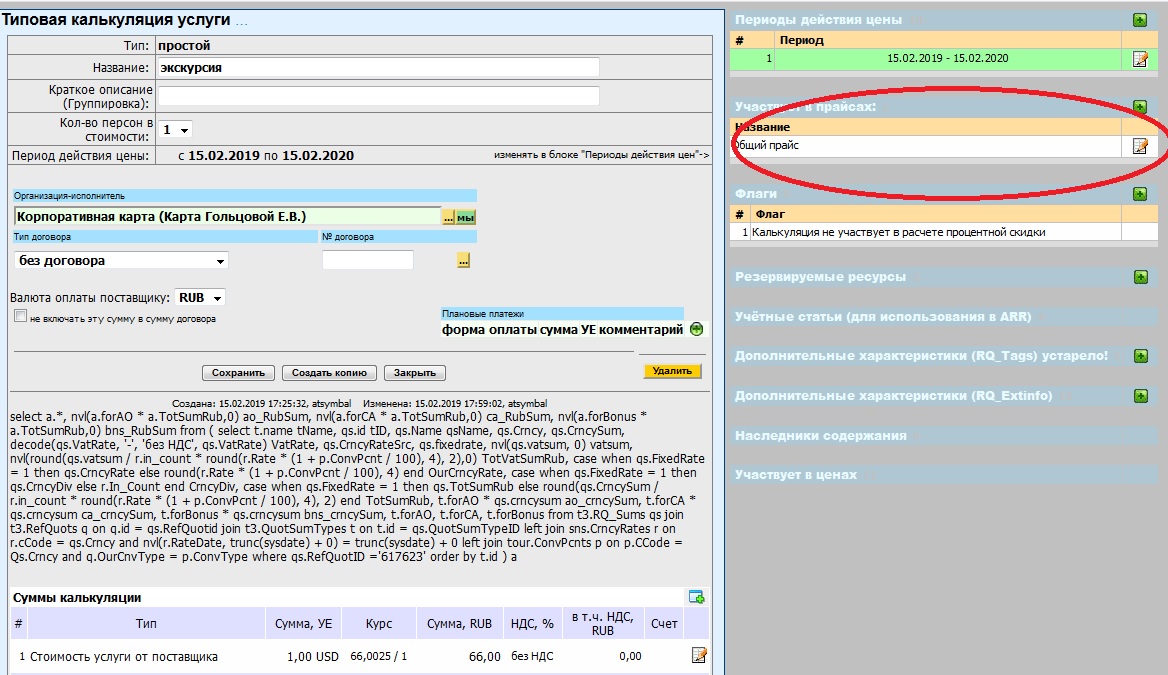 Типовая калькуляция услуги ...
Тип: простой
Название: экскурсия
Краткое описание
(Группировка):
Кол-во персон в
стоимости: 1
Период действия цены: с 15.02.2019 по 15.02.2020 изменять в блоке "Периоды действия цен"->
Организация-исполнитель
Корпоративная карта (Карта Гольцовой Е.В.) ... мы
Тип договора № договора
без договора ...
Валюта оплаты поставщику: RUB
не включать эту сумму в сумму договора
Плановые платежи
форма оплаты сумма УЕ комментарий
Сохранить Создать копию Закрыть Удалить
Создана: 15.02.2019 17:25:32, atsymbal Изменена: 15.02.2019 17:59:02, atsymbal
select a.*, nvl(a.forAO * a.TotSumRub,0) ao_RubSum, nvl(a.forCA * a.TotSumRub,0) ca_RubSum, nvl(a.forBonus *
a.TotSumRub,0) bns_RubSum from ( select t.name tName, qs.id tID, qs.Name qsName, qs.Crncy, qs.CrncySum,
decode(qs.VatRate, '-', 'без НДС', qs.VatRate) VatRate, qs.CrncyRateSrc, qs.fixedrate, nvl(qs.vatsum, 0) vatsum,
nvl(round(qs.vatsum / r.in_count * round(r.Rate * (1 + p.ConvPcnt / 100), 4), 2),0) TotVatSumRub, case when qs.FixedRate
= 1 then qs.CrncyRate else round(r.Rate * (1 + p.ConvPcnt / 100), 4) end OurCrncyRate, case when qs.FixedRate = 1 then
qs.CrncyDiv else r.In_Count end CrncyDiv, case when qs.FixedRate = 1 then qs.TotSumRub else round(qs.CrncySum /
r.in_count * round(r.Rate * (1 + p.ConvPcnt / 100), 4), 2) end TotSumRub, t.forAO * qs.crncysum ao_crncySum, t.forCA *
qs.crncysum ca_crncySum, t.forBonus * qs.crncysum bns_crncySum, t.forAO, t.forCA, t.forBonus from t3.RQ_Sums qs join
t3.RefQuots q on q.id = qs.RefQuotid join t3.QuotSumTypes t on t.id = qs.QuotSumTypeID left join sns.CrncyRates r on
r.cCode = qs.Crncy and nvl(r.RateDate, trunc(sysdate) + 0) = trunc(sysdate) + 0 left join tour.ConvPcnts p on p.CCode =
Qs.Crncy and q.OurCnvType = p.ConvType where qs.RefQuotID ='617623' order by t.id ) a
Суммы калькуляции
# Тип Сумма, УЕ Курс Сумма, RUB НДС, % в т.ч. НДС, RUB Счет
1 Стоимость услуги от поставщика 1,00 USD 66,0025 / 1 66,00 без НДС 0,00
Периоды действия цены
# Период
1 15.02.2019 - 15.02.2020
Участвует в прайсах:
Название
Общий прайс
Флаги
# Флаг
1 Калькуляция не участвует в расчете процентной скидки
Резервируемые ресурсы
Учётные статьи (для использования в ARR)
Дополнительные характеристики (RQ_Tags) устарело!
Дополнительные характеристики (RQ_Extinfo)
Наследники содержания
Участвует в ценах